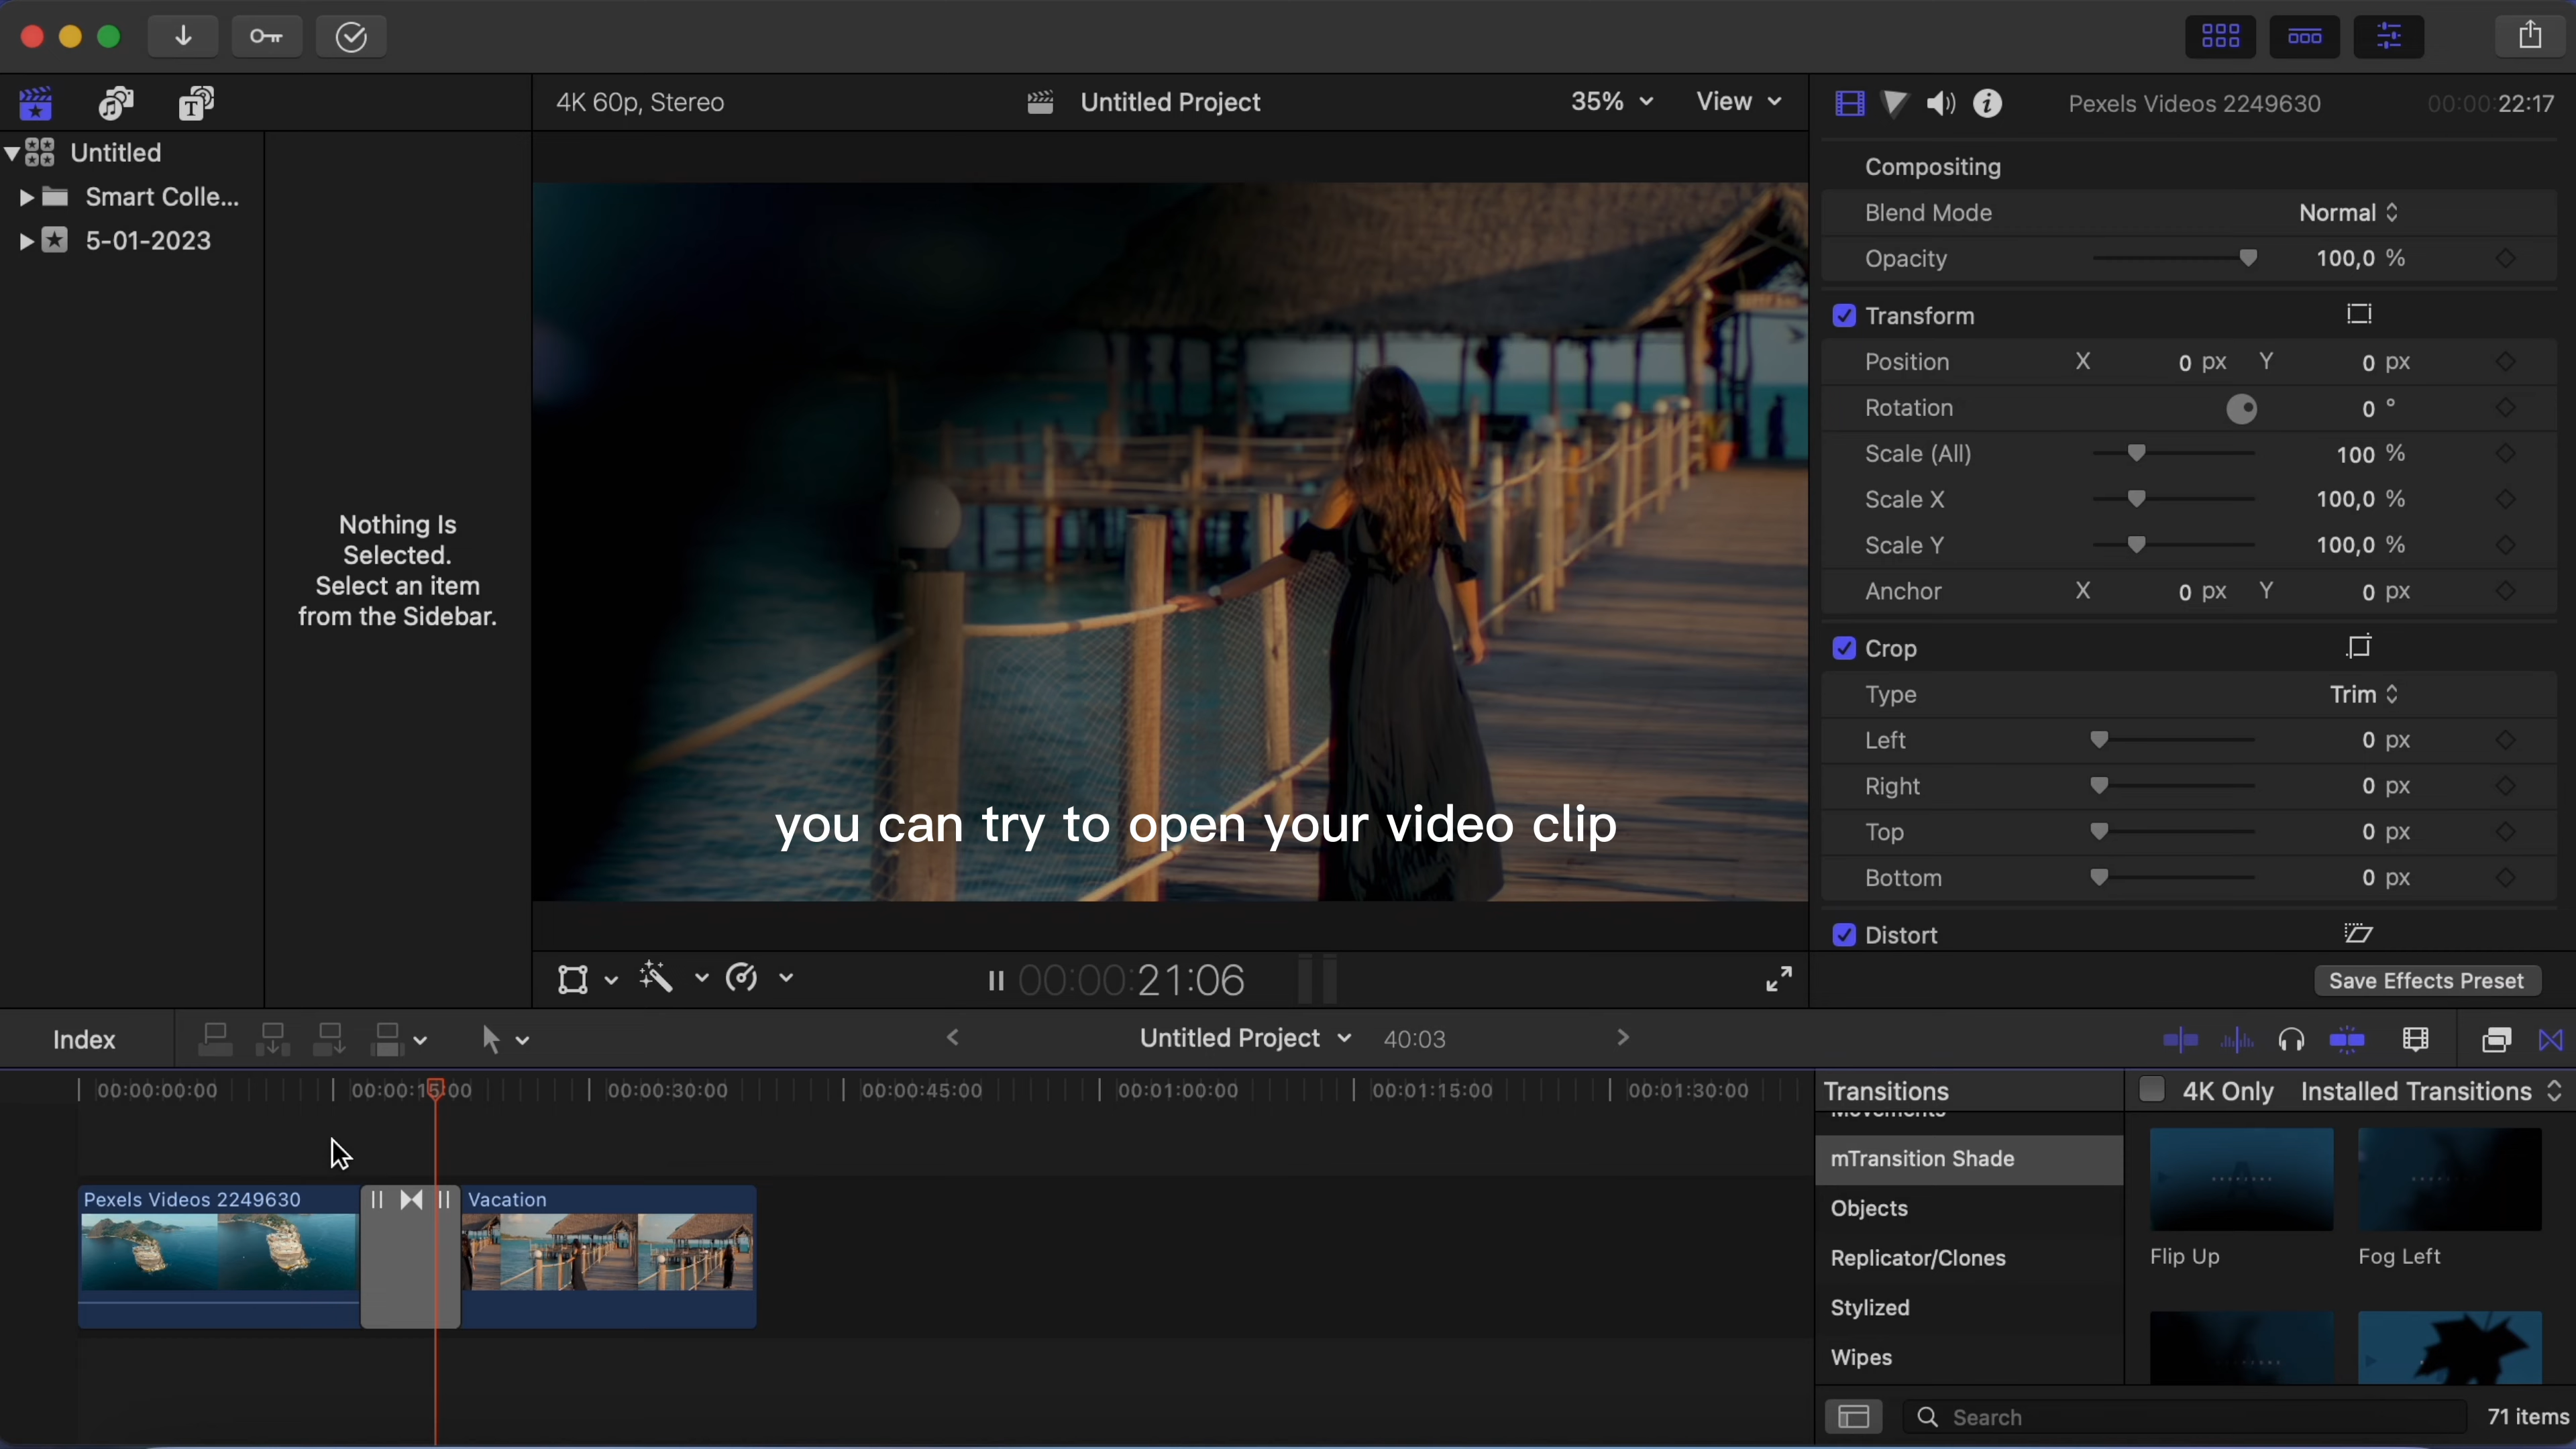 4K 60p, Stereo
Untitled Project
35%
View
Pexels Videos 2249630
00:00:22:17
Untitled
Smart Colle...
5-01-2023
Nothing Is
Selected.
Select an item
from the Sidebar.
you can try to open your video clip
Compositing
Blend Mode
Normal
Opacity
100,0 %
Transform
Position X 0 px Y 0 px
Rotation 0 °
Scale (All) 100 %
Scale X 100,0 %
Scale Y 100,0 %
Anchor X 0 px Y 0 px
Crop
Type Trim
Left 0 px
Right 0 px
Top 0 px
Bottom 0 px
Distort
Save Effects Preset
00:00:21:06
Index
Untitled Project
40:03
00:00:00:00
00:00:15:00
00:00:30:00
00:00:45:00
00:01:00:00
00:01:15:00
00:01:30:00
Pexels Videos 2249630
Vacation
Transitions
4K Only
Installed Transitions
Movements
mTransition Shade
Objects
Replicator/Clones
Stylized
Wipes
Flip Up
Fog Left
Search
71 items